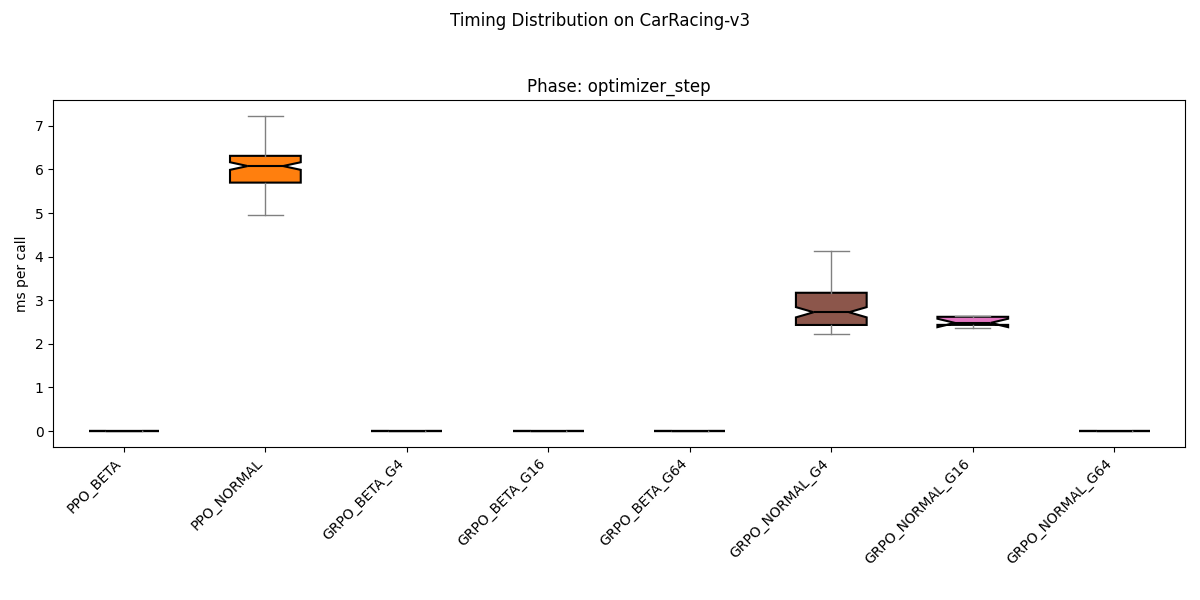 Timing Distribution on CarRacing-v3
Phase: optimizer_step
ms per call
7
6
5
4
3
2
1
0
PPO_BETA
PPO_NORMAL
GRPO_BETA_G4
GRPO_BETA_G16
GRPO_BETA_G64
GRPO_NORMAL_G4
GRPO_NORMAL_G16
GRPO_NORMAL_G64